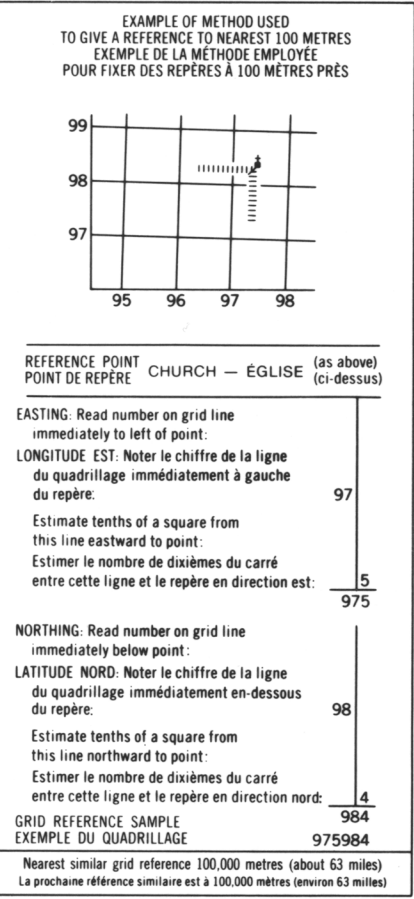 EXAMPLE OF METHOD USED
TO GIVE A REFERENCE TO NEAREST 100 METRES
EXEMPLE DE LA MÉTHODE EMPLOYÉE
POUR FIXER DES REPÈRES À 100 MÈTRES PRÈS
99
98
97
95 96 97 98
REFERENCE POINT
POINT DE REPÈRE
CHURCH — ÉGLISE
(as above)
(ci-dessus)
EASTING: Read number on grid line
immediately to left of point:
LONGITUDE EST: Noter le chiffre de la ligne
du quadrillage immédiatement à gauche
du repère: 97
Estimate tenths of a square from
this line eastward to point:
Estimer le nombre de dixièmes du carré
entre cette ligne et le repère en direction est: 5
975
NORTHING: Read number on grid line
immediately below point:
LATITUDE NORD: Noter le chiffre de la ligne
du quadrillage immédiatement en-dessous
du repère: 98
Estimate tenths of a square from
this line northward to point:
Estimer le nombre de dixièmes du carré
entre cette ligne et le repère en direction nord: 4
GRID REFERENCE SAMPLE 984
EXEMPLE DU QUADRILLAGE 975984
Nearest similar grid reference 100,000 metres (about 63 miles)
La prochaine référence similaire est à 100,000 mètres (environ 63 milles)